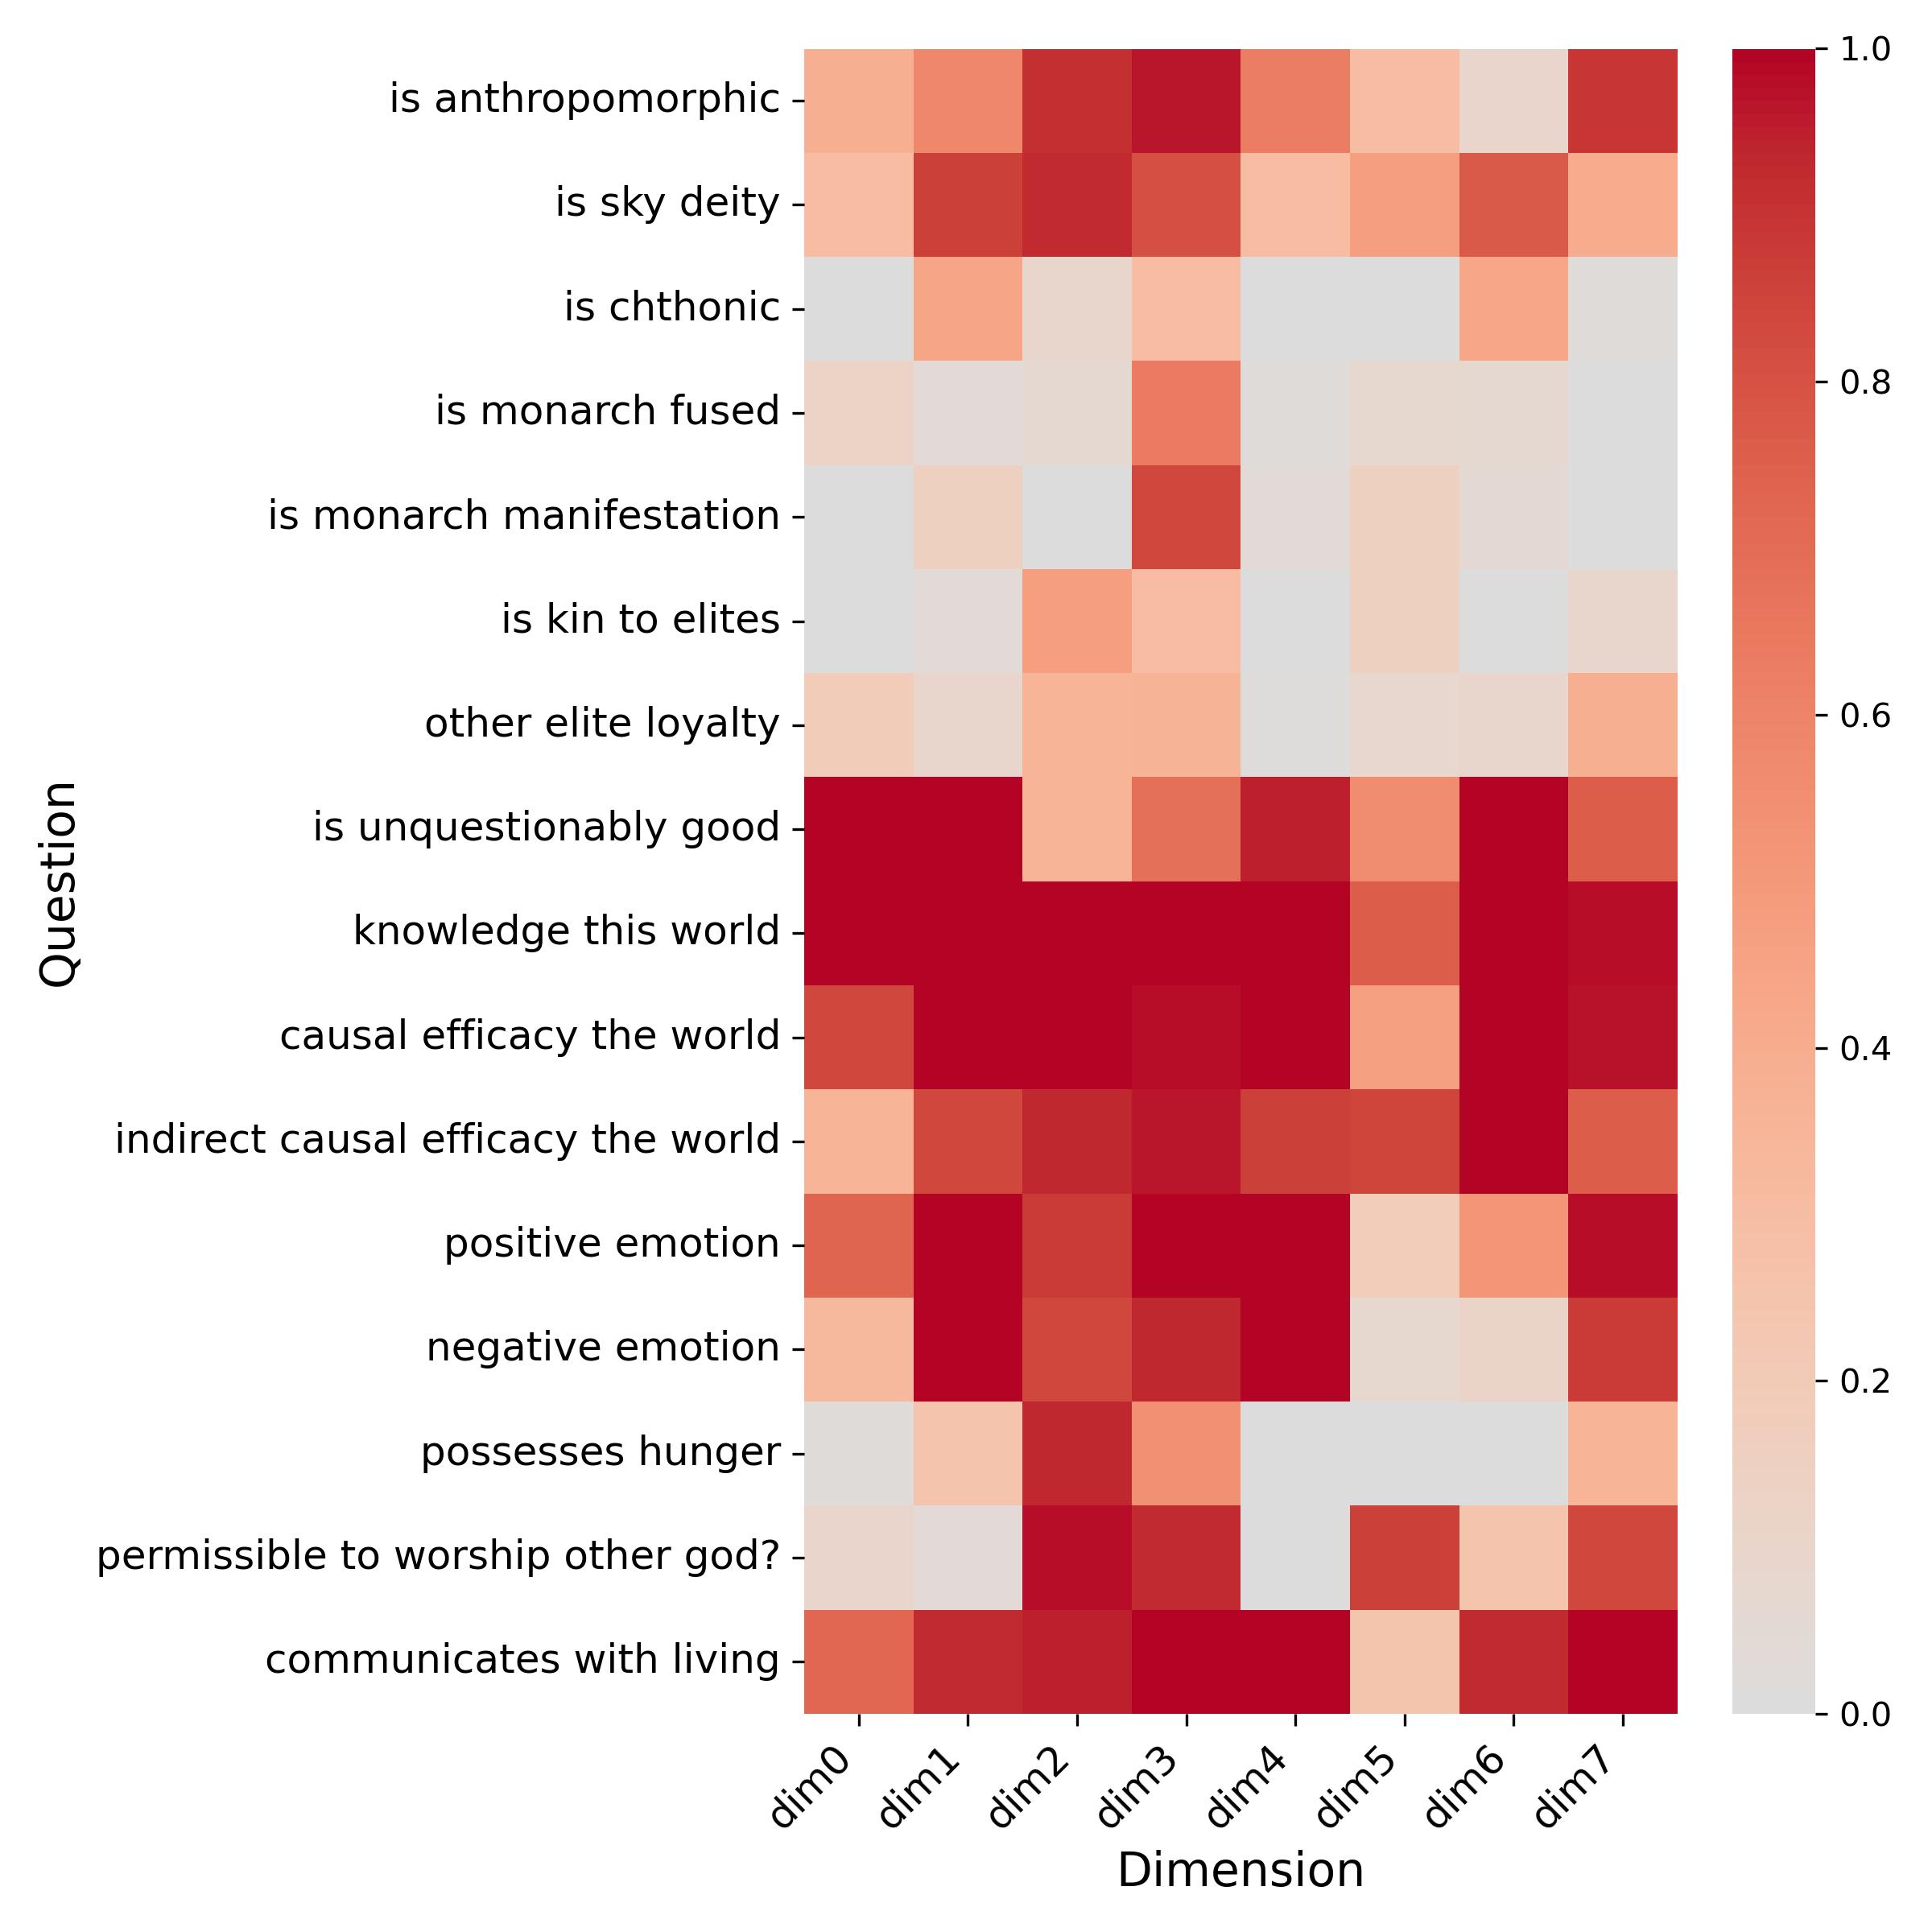 Question
is anthropomorphic
is sky deity
is chthonic
is monarch fused
is monarch manifestation
is kin to elites
other elite loyalty
is unquestionably good
knowledge this world
causal efficacy the world
indirect causal efficacy the world
positive emotion
negative emotion
possesses hunger
permissible to worship other god?
communicates with living
dim0
dim1
dim2
dim3
dim4
dim5
dim6
dim7
Dimension
1.0
0.8
0.6
0.4
0.2
0.0